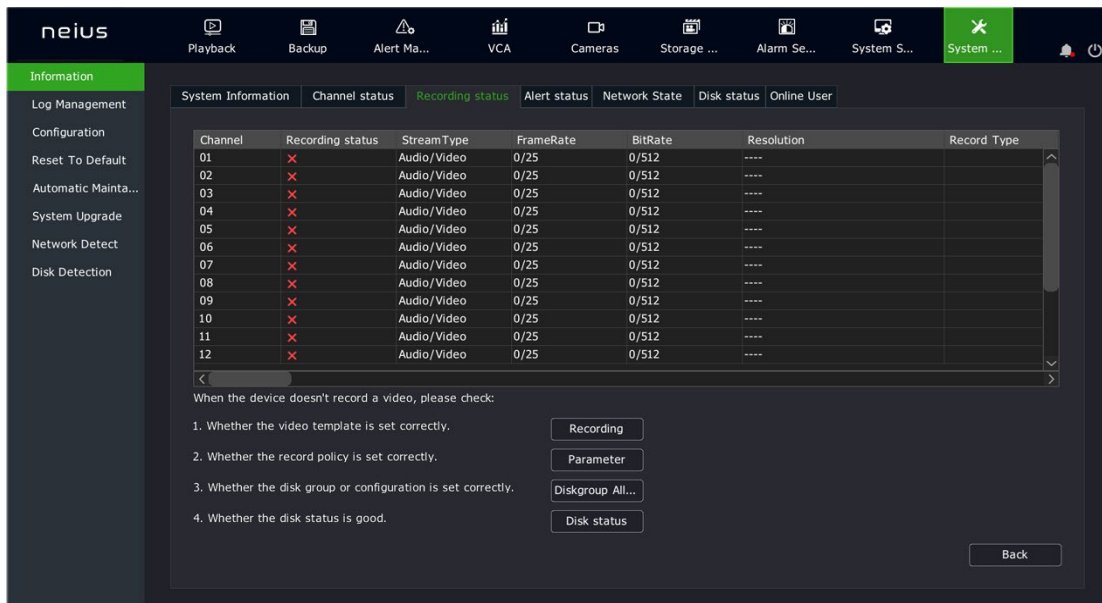 neius
Playback Backup Alert Ma... VCA Cameras Storage ... Alarm Se... System S... System ...
Information
Log Management
Configuration
Reset To Default
Automatic Mainta...
System Upgrade
Network Detect
Disk Detection
System Information Channel status Recording status Alert status Network State Disk status Online User
Channel Recording status StreamType FrameRate BitRate Resolution Record Type
01 Audio/Video 0/25 0/512 ----
02 Audio/Video 0/25 0/512 ----
03 Audio/Video 0/25 0/512 ----
04 Audio/Video 0/25 0/512 ----
05 Audio/Video 0/25 0/512 ----
06 Audio/Video 0/25 0/512 ----
07 Audio/Video 0/25 0/512 ----
08 Audio/Video 0/25 0/512 ----
09 Audio/Video 0/25 0/512 ----
10 Audio/Video 0/25 0/512 ----
11 Audio/Video 0/25 0/512 ----
12 Audio/Video 0/25 0/512 ----
When the device doesn't record a video, please check:
1. Whether the video template is set correctly. Recording
2. Whether the record policy is set correctly. Parameter
3. Whether the disk group or configuration is set correctly. Diskgroup All...
4. Whether the disk status is good. Disk status
Back